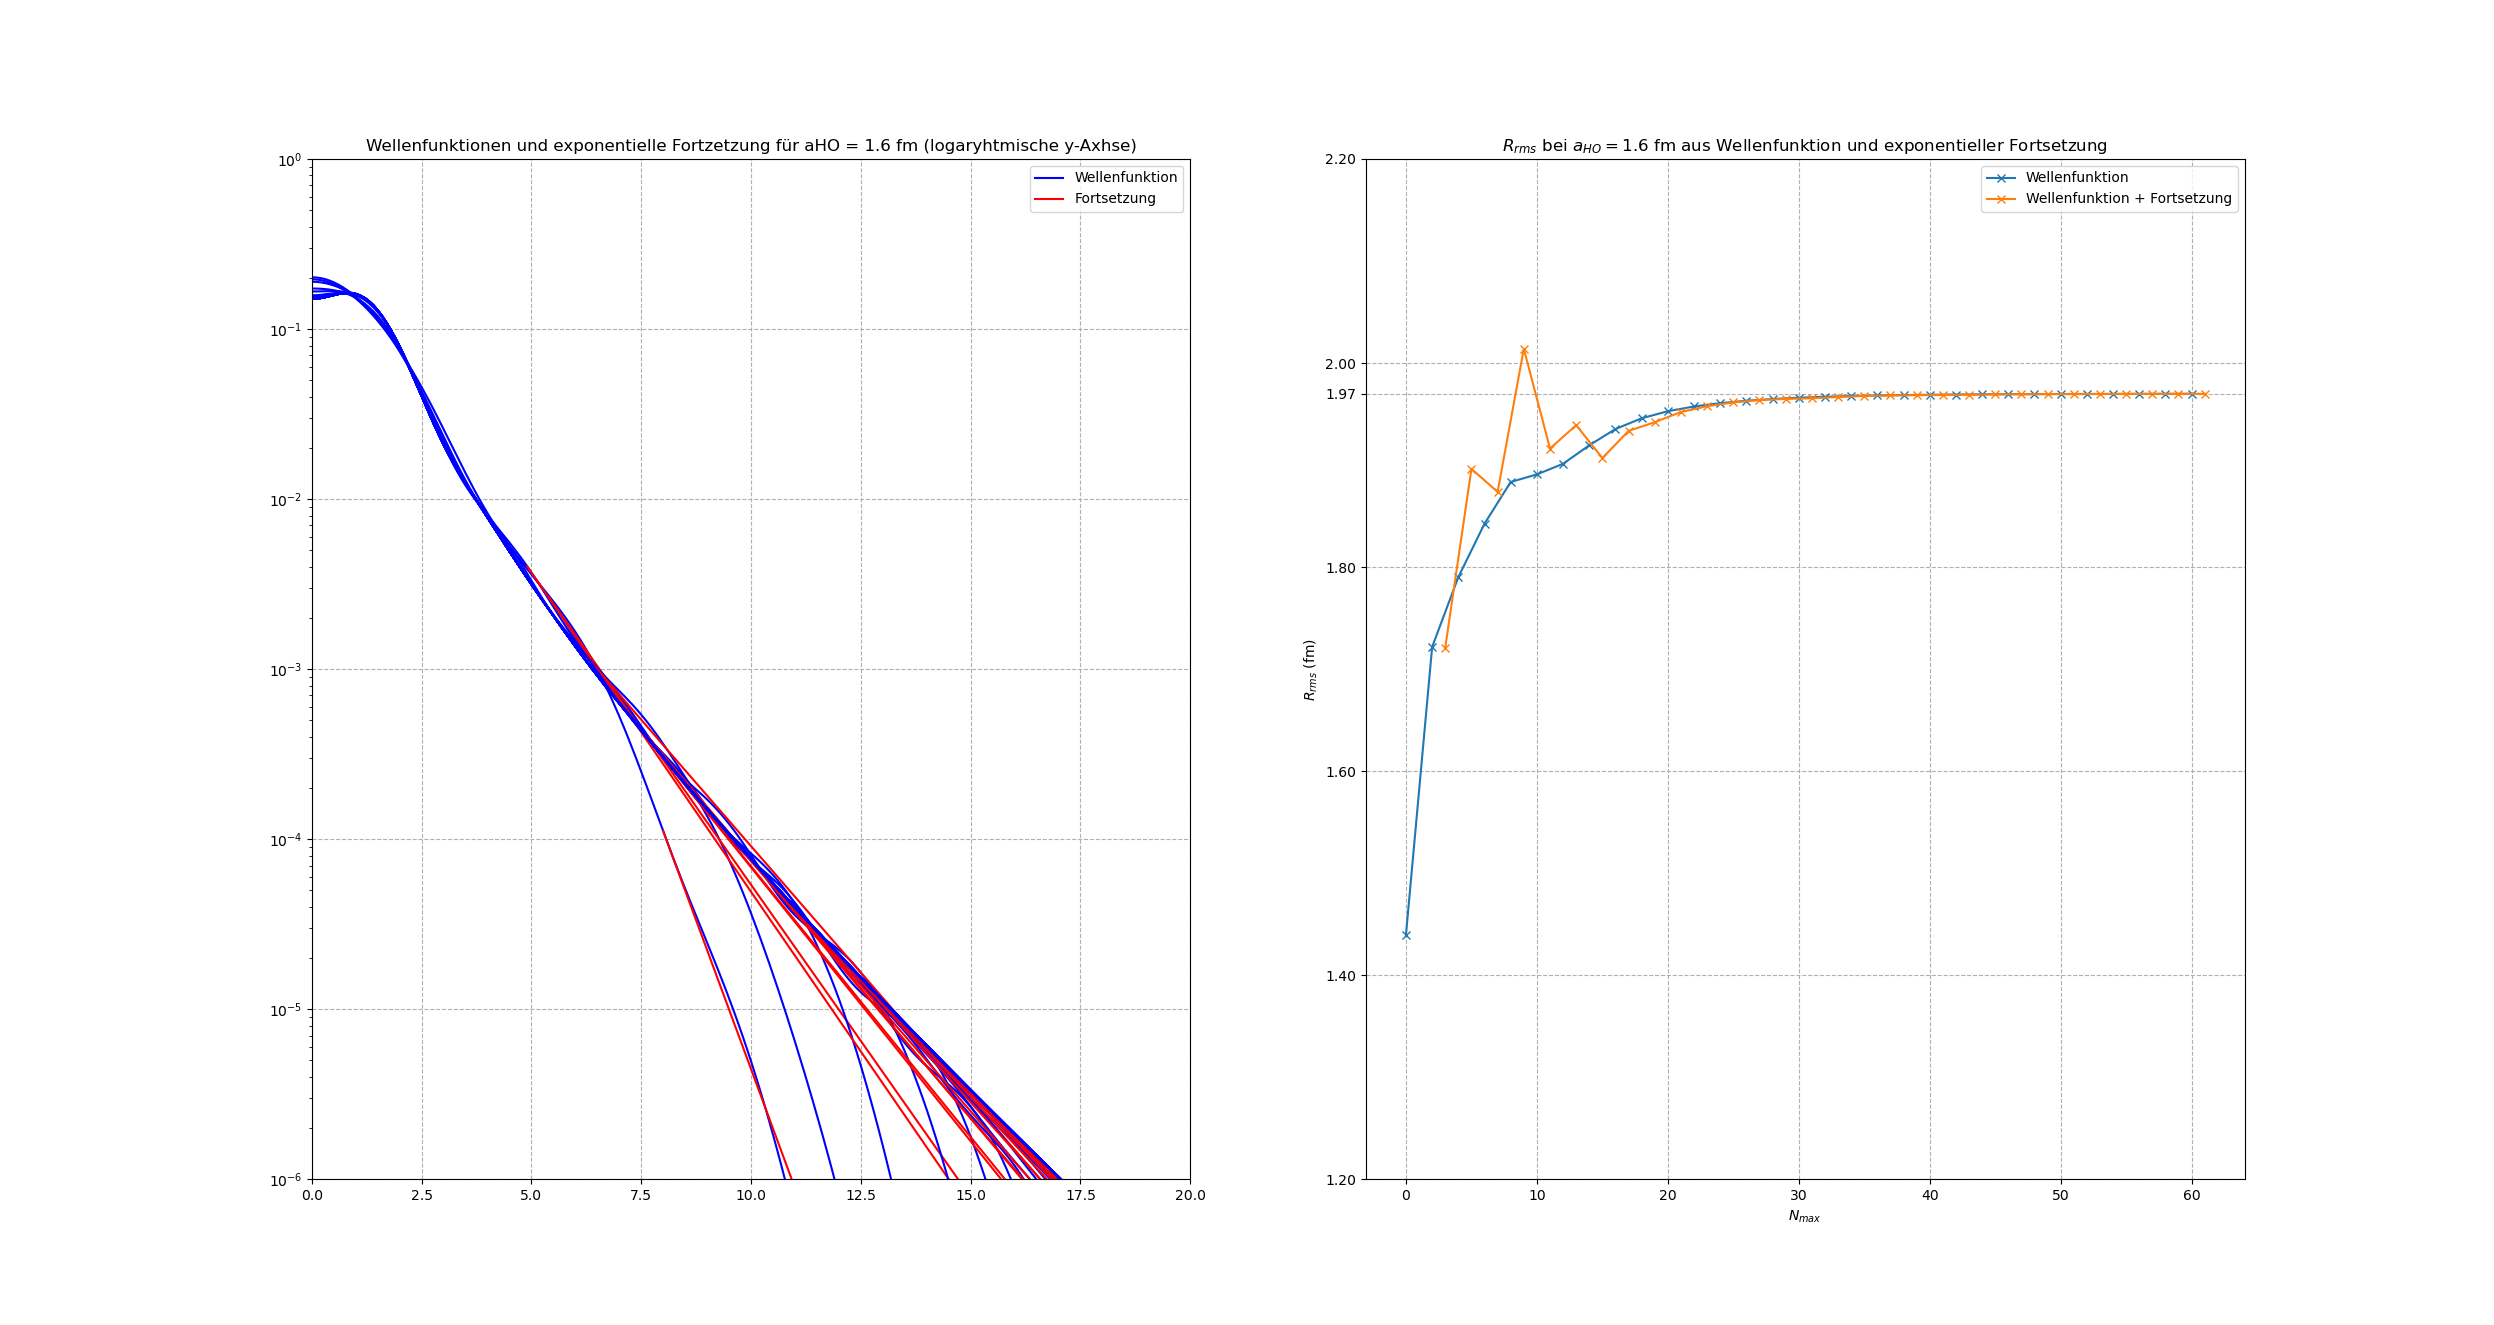 Wellenfunktionen und exponentielle Fortzetzung für aHO = 1.6 fm (logaryhtmische y-Axhse)
Wellenfunktion
Fortsetzung
10⁰
10⁻¹
10⁻²
10⁻³
10⁻⁴
10⁻⁵
10⁻⁶
0.0 2.5 5.0 7.5 10.0 12.5 15.0 17.5 20.0
R_rms bei a_HO = 1.6 fm aus Wellenfunktion und exponentieller Fortsetzung
Wellenfunktion
Wellenfunktion + Fortsetzung
2.20
2.00
1.97
1.80
1.60
1.40
1.20
R_rms (fm)
0 10 20 30 40 50 60
N_max